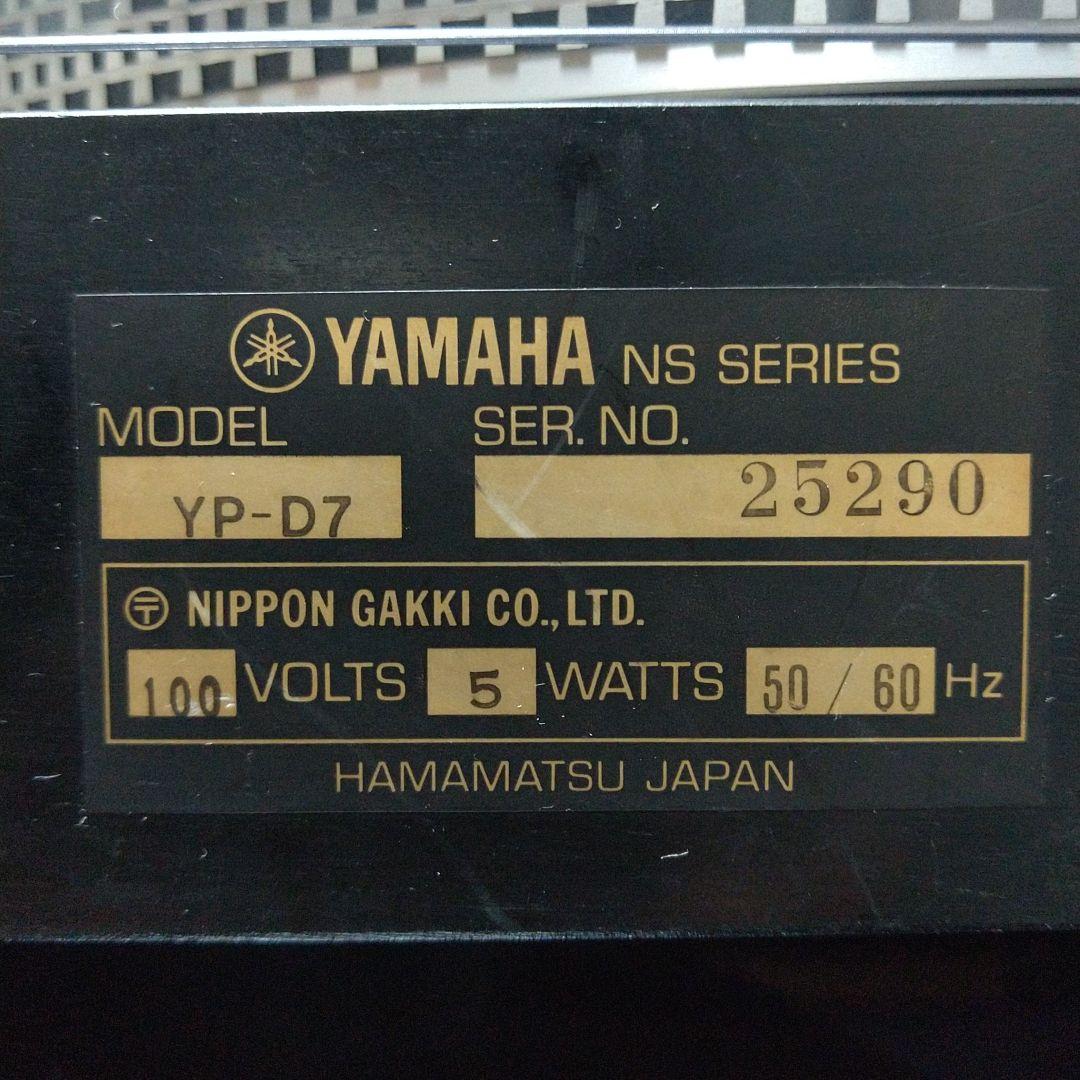 YAMAHA NS SERIES
MODEL SER. NO.
YP-D7 25290
〒 NIPPON GAKKI CO., LTD.
100 VOLTS 5 WATTS 50 / 60 Hz
HAMAMATSU JAPAN